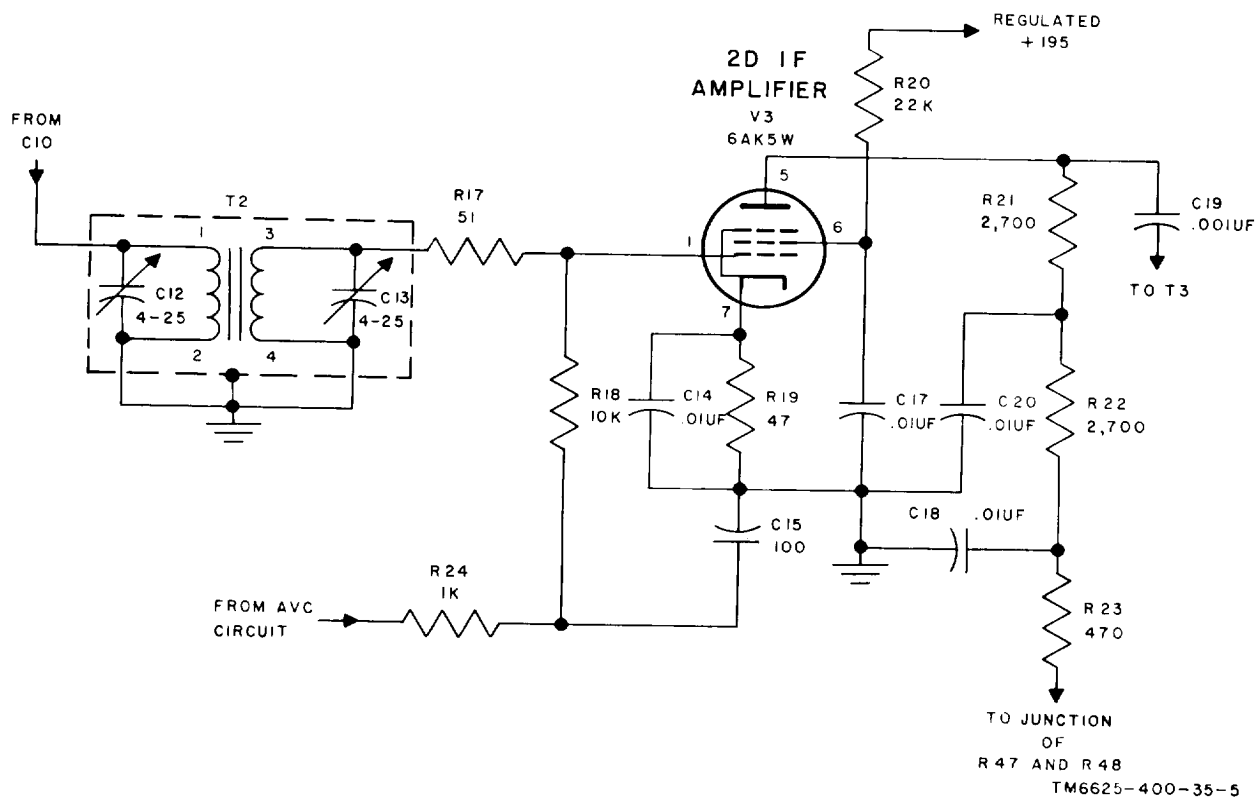 REGULATED
+195
2D IF
AMPLIFIER
V3
6AK5W
R20
22K
FROM
C10
T2
R17
51
5
R21
2,700
C19
.001UF
1
3
1
6
C12
4-25
C13
4-25
TO T3
2
4
7
R18
10K
C14
.01UF
R19
47
C17
.01UF
C20
.01UF
R22
2,700
C15
100
C18
.01UF
R24
1K
FROM AVC
CIRCUIT
R23
470
TO JUNCTION
OF
R47 AND R48
TM6625-400-35-5